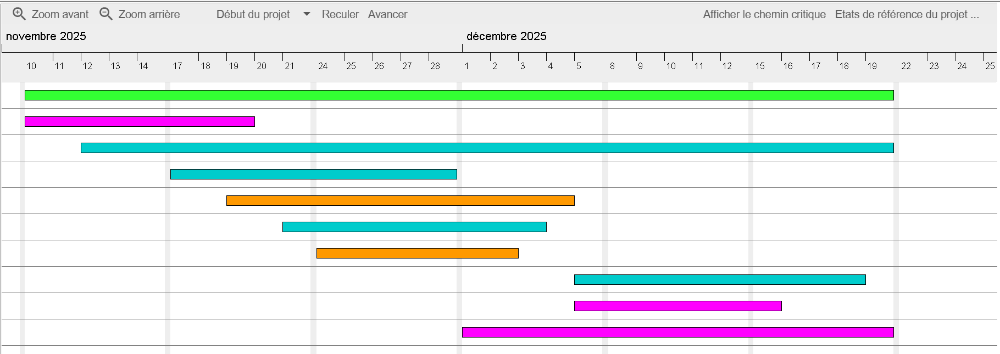 Zoom avant Zoom arrière Début du projet Reculer Avancer Afficher le chemin critique Etats de référence du projet ...
novembre 2025 décembre 2025
10 11 12 13 14 17 18 19 20 21 24 25 26 27 28 1 2 3 4 5 8 9 10 11 12 15 16 17 18 19 22 23 24 25